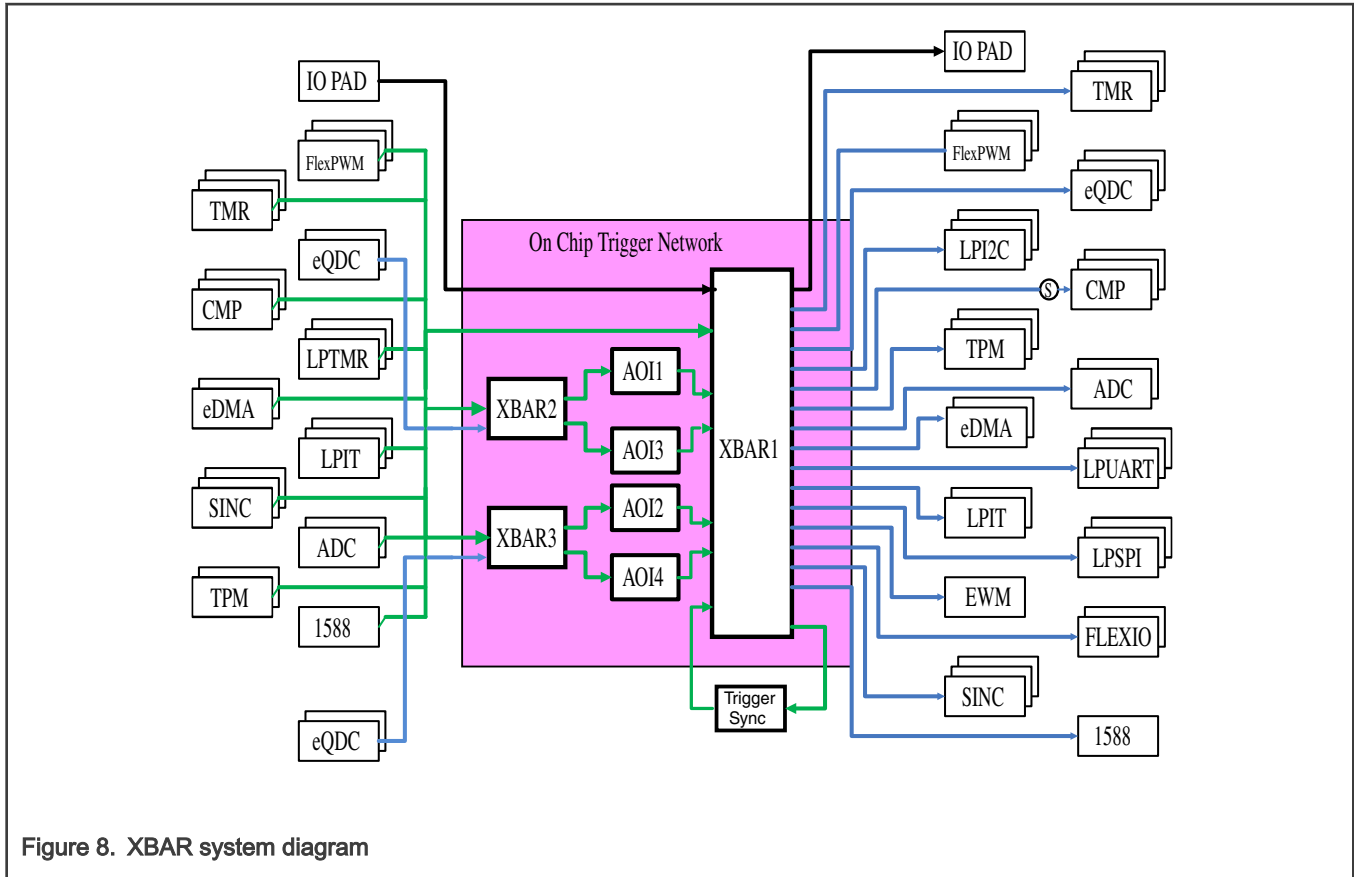 IO PAD
FlexPWM
TMR
eQDC
CMP
LPTMR
eDMA
LPIT
SINC
ADC
TPM
1588
eQDC
On Chip Trigger Network
XBAR2
XBAR3
AOI1
AOI3
AOI2
AOI4
XBAR1
Trigger
Sync
IO PAD
TMR
FlexPWM
eQDC
LPI2C
S
CMP
TPM
ADC
eDMA
LPUART
LPIT
LPSPI
EWM
FLEXIO
SINC
1588
Figure 8. XBAR system diagram